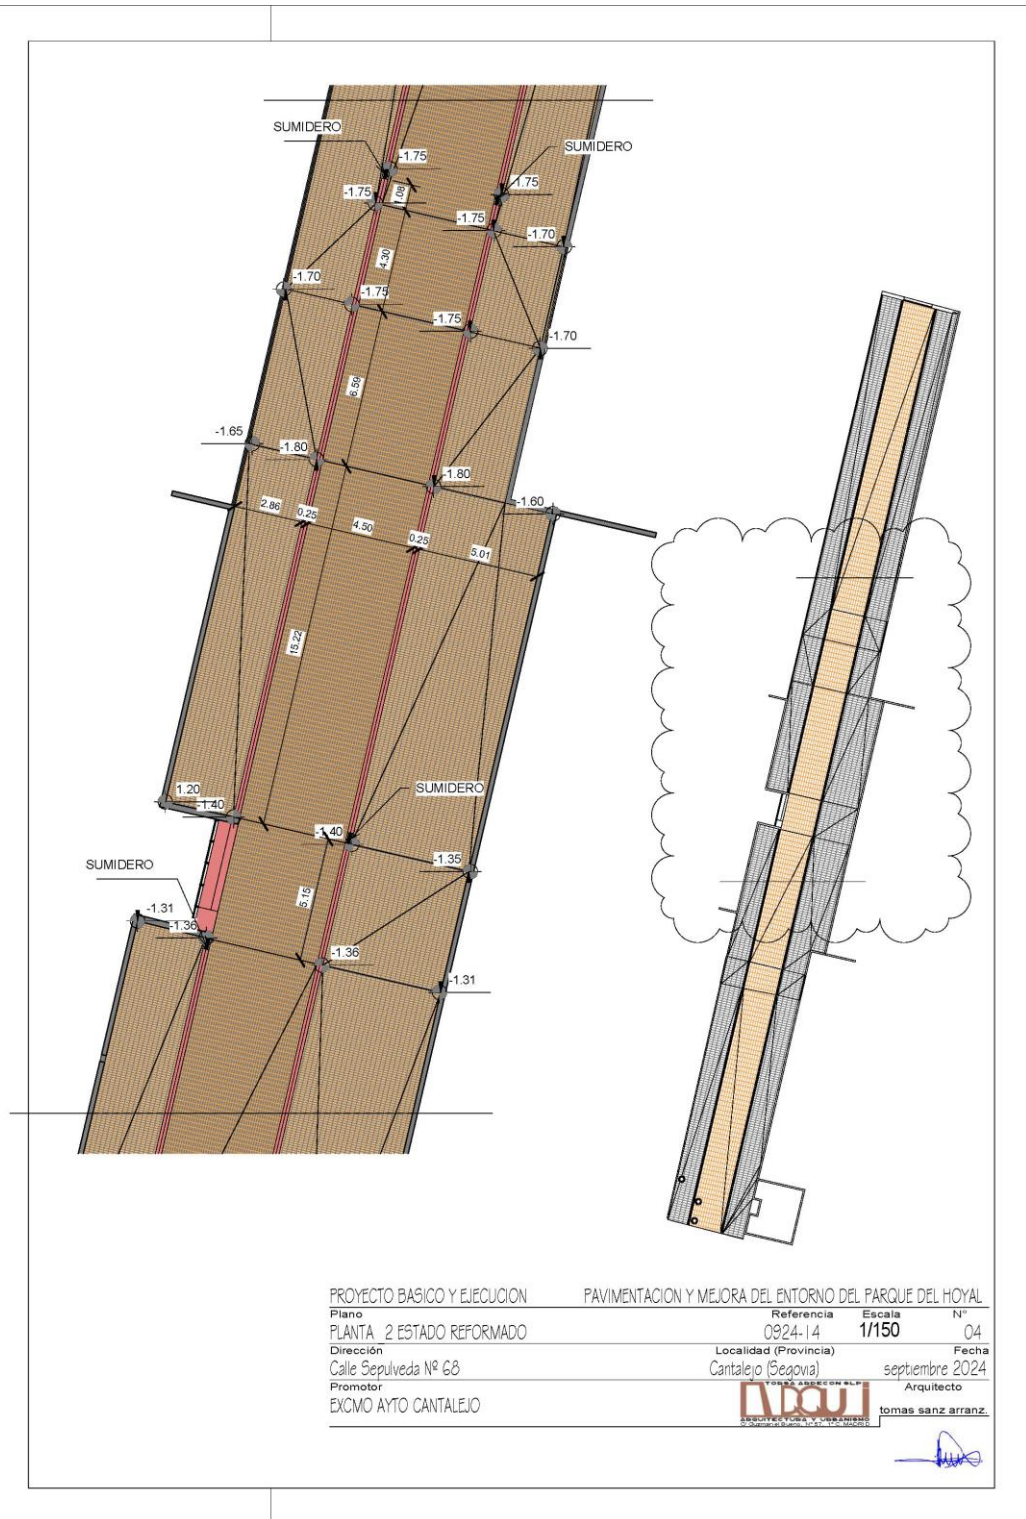 SUMIDERO
SUMIDERO
-1.75
-1.75
-1.75
1.08
-1.75
-1.70
4.30
-1.70
-1.75
-1.75
-1.70
6.59
-1.65
-1.80
-1.80
-1.60
2.86
0.25
4.50
0.25
5.01
15.22
1.20
-1.40
SUMIDERO
-1.40
-1.35
SUMIDERO
5.15
-1.31
-1.36
-1.36
-1.31
PROYECTO BASICO Y EJECUCION PAVIMENTACION Y MEJORA DEL ENTORNO DEL PARQUE DEL HOYAL
Plano Referencia Escala Nº
PLANTA _2 ESTADO REFORMADO 0924-14 1/150 04
Dirección Localidad (Provincia) Fecha
Calle Sepulveda Nº 68 Cantalejo (Segovia) septiembre 2024
Promotor Arquitecto
EXCMO AYTO CANTALEJO tomas sanz arranz.
ARQUI
ARQUITECTURA Y URBANISMO